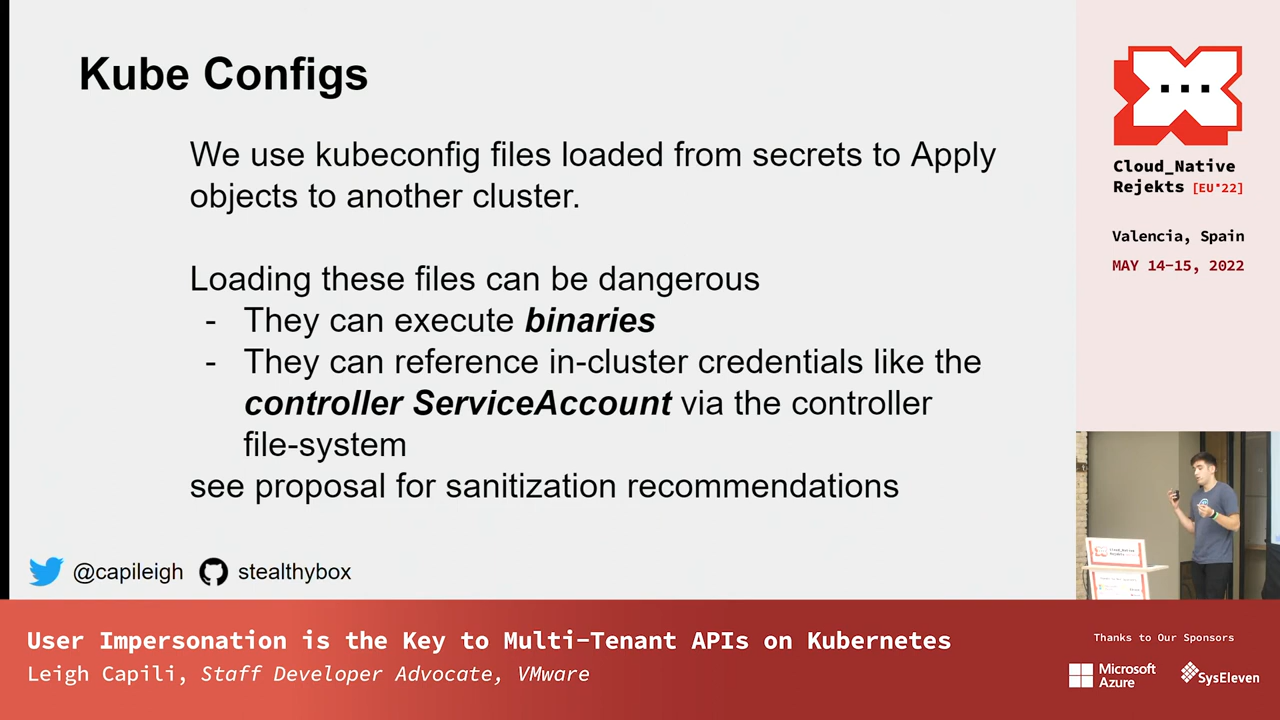 Kube Configs
We use kubeconfig files loaded from secrets to Apply
objects to another cluster.
Loading these files can be dangerous
- They can execute binaries
- They can reference in-cluster credentials like the
controller ServiceAccount via the controller
file-system
see proposal for sanitization recommendations
@capileigh stealthybox
Cloud_Native
Rejekts [EU*22]
Valencia, Spain
MAY 14-15, 2022
User Impersonation is the Key to Multi-Tenant APIs on Kubernetes
Leigh Capili, Staff Developer Advocate, VMware
Thanks to Our Sponsors
Microsoft
Azure
SysEleven